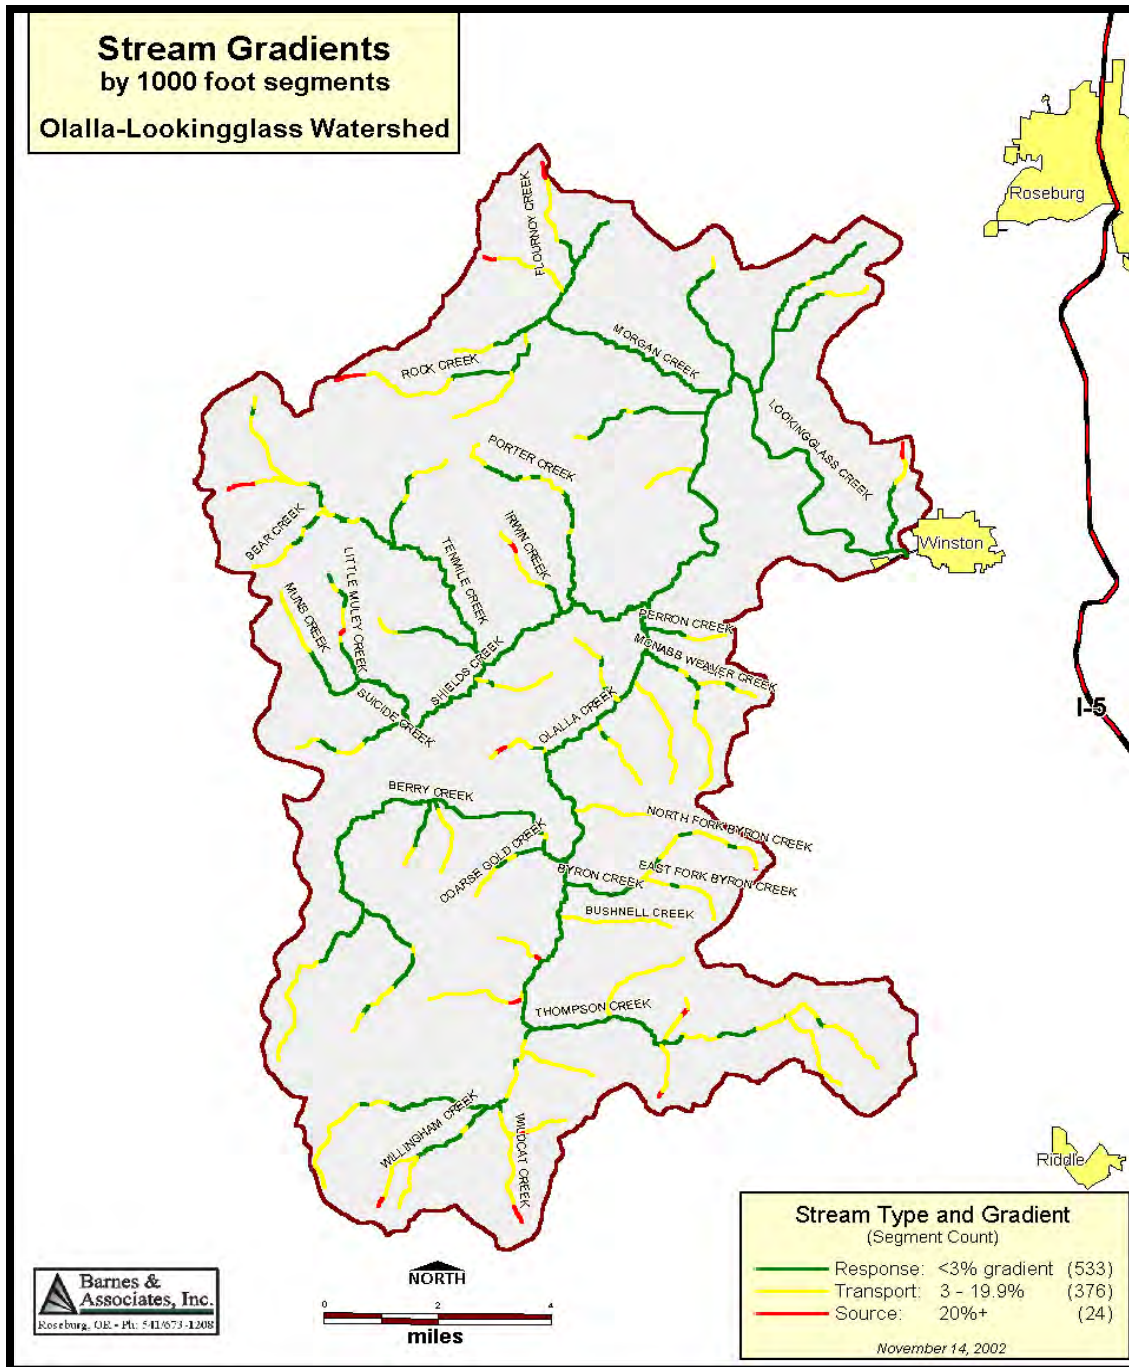 Stream Gradients
by 1000 foot segments
Olalla-Lookingglass Watershed
Roseburg
FLOURNOY CREEK
MORGAN CREEK
ROCK CREEK
LOOKINGGLASS CREEK
PORTER CREEK
BEAR CREEK
IRWIN CREEK
TENMILE CREEK
Winston
LITTLE MULEY CREEK
MUNS CREEK
BERRON CREEK
MCNABB WEAVER CREEK
SHIELDS CREEK
SUICIDE CREEK
OLALLA CREEK
I-5
BERRY CREEK
NORTH FORK BYRON CREEK
COARSE GOLD CREEK
BYRON CREEK
EAST FORK BYRON CREEK
BUSHNELL CREEK
THOMPSON CREEK
WILLINGHAM CREEK
WILDCAT CREEK
Riddle
Stream Type and Gradient
(Segment Count)
Response: <3% gradient (533)
Transport: 3 - 19.9% (376)
Source: 20%+ (24)
November 14, 2002
Barnes &
Associates, Inc.
Roseburg, OR • Ph: 541/673-1208
NORTH
0 2 4
miles